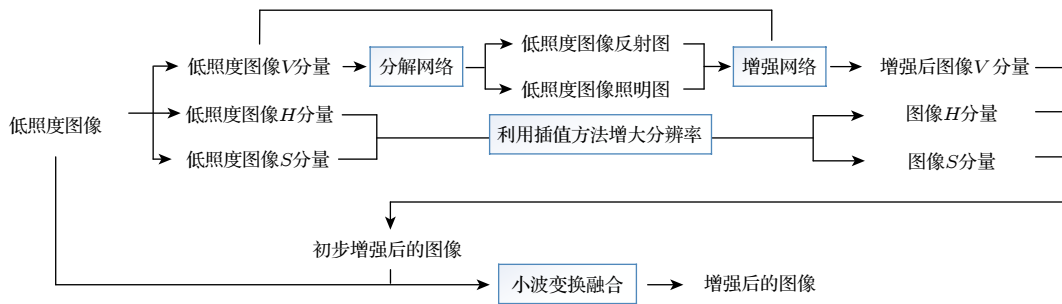 低照度图像
低照度图像V分量
分解网络
低照度图像反射图
低照度图像照明图
增强网络
增强后图像V分量
低照度图像H分量
低照度图像S分量
利用插值方法增大分辨率
图像H分量
图像S分量
初步增强后的图像
小波变换融合
增强后的图像